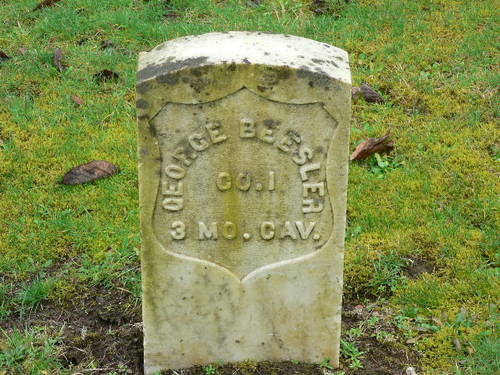 GEORGE BEESLER
CO. I
3 MO. CAV.